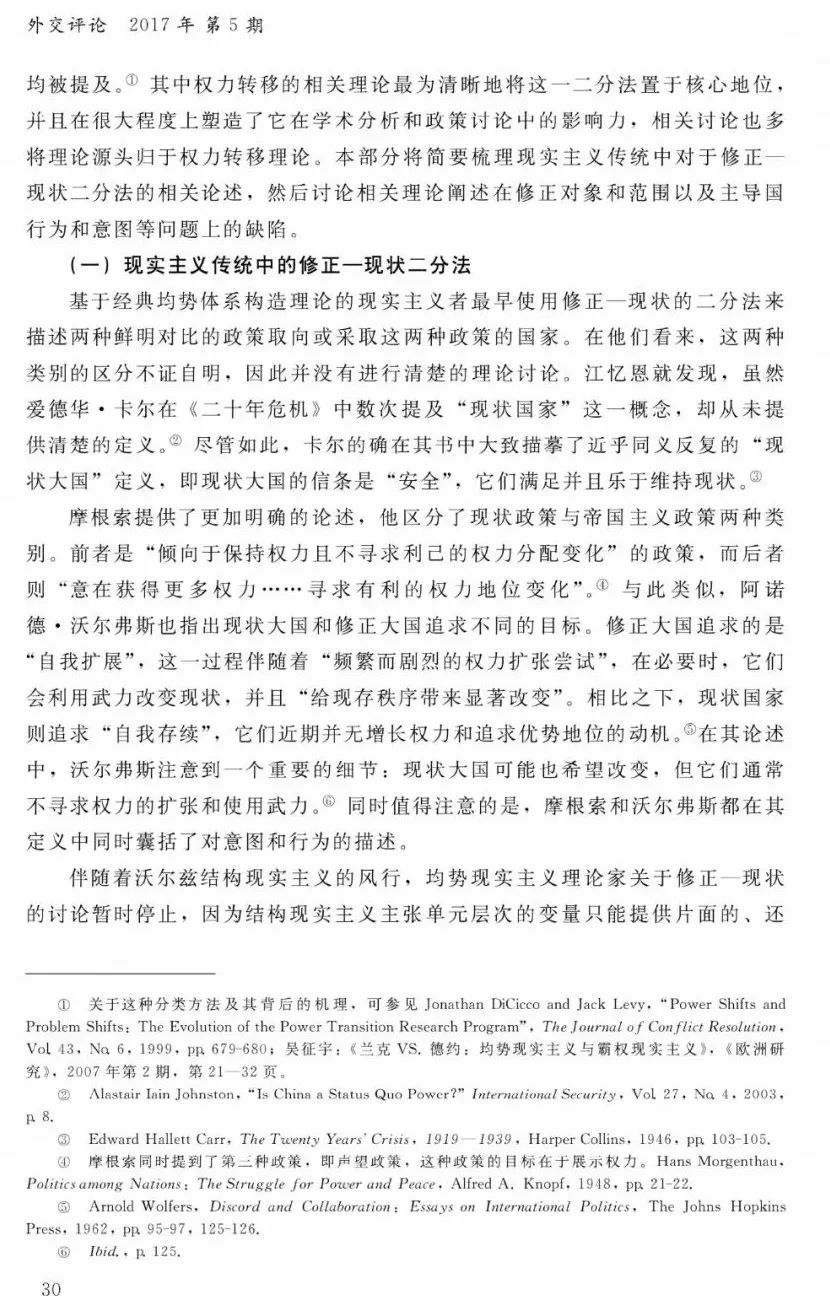 外交评论 2017 年 第 5 期
均被提及。① 其中权力转移的相关理论最为清晰地将这一二分法置于核心地位，
并且在很大程度上塑造了它在学术分析和政策讨论中的影响力，相关讨论也多
将理论源头归于权力转移理论。本部分将简要梳理现实主义传统中对于修正—
现状二分法的相关论述，然后讨论相关理论阐述在修正对象和范围以及主导国
行为和意图等问题上的缺陷。
（一）现实主义传统中的修正—现状二分法
基于经典均势体系构造理论的现实主义者最早使用修正—现状的二分法来
描述两种鲜明对比的政策取向或采取这两种政策的国家。在他们看来，这两种
类别的区分不证自明，因此并没有进行清楚的理论讨论。江忆恩就发现，虽然
爱德华·卡尔在《二十年危机》中数次提及“现状国家”这一概念，却从未提
供清楚的定义。② 尽管如此，卡尔的确在其书中大致描摹了近乎同义反复的“现
状大国”定义，即现状大国的信条是“安全”，它们满足并且乐于维持现状。③
摩根索提供了更加明确的论述，他区分了现状政策与帝国主义政策两种类
别。前者是“倾向于保持权力且不寻求利己的权力分配变化”的政策，而后者
则“意在获得更多权力……寻求有利的权力地位变化”。④ 与此类似，阿诺
德·沃尔弗斯也指出现状大国和修正大国追求不同的目标。修正大国追求的是
“自我扩展”，这一过程伴随着“频繁而剧烈的权力扩张尝试”，在必要时，它们
会利用武力改变现状，并且“给现存秩序带来显著改变”。相比之下，现状国家
则追求“自我存续”，它们近期并无增长权力和追求优势地位的动机。⑤在其论述
中，沃尔弗斯注意到一个重要的细节：现状大国可能也希望改变，但它们通常
不寻求权力的扩张和使用武力。⑥ 同时值得注意的是，摩根索和沃尔弗斯都在其
定义中同时囊括了对意图和行为的描述。
伴随着沃尔兹结构现实主义的风行，均势现实主义理论家关于修正—现状
的讨论暂时停止，因为结构现实主义主张单元层次的变量只能提供片面的、还
① 关于这种分类方法及其背后的机理，可参见 Jonathan DiCicco and Jack Levy，“Power Shifts and
Problem Shifts：The Evolution of the Power Transition Research Program”，The Journal of Conflict Resolution，
Vol. 43，No. 6，1999，pp. 679-680；吴征宇：《兰克 VS. 德约：均势现实主义与霸权现实主义》，《欧洲研
究》，2007 年第 2 期，第 21—32 页。
② Alastair Iain Johnston，“Is China a Status Quo Power?” International Security，Vol. 27，No. 4，2003，
p. 8.
③ Edward Hallett Carr，The Twenty Years’ Crisis，1919—1939，Harper Collins，1946，pp. 103-105.
④ 摩根索同时提到了第三种政策，即声望政策，这种政策的目标在于展示权力。Hans Morgenthau，
Politics among Nations：The Struggle for Power and Peace，Alfred A. Knopf，1948，pp. 21-22.
⑤ Arnold Wolfers，Discord and Collaboration：Essays on International Politics，The Johns Hopkins
Press，1962，pp. 95-97，125-126.
⑥ Ibid.，p. 125.
30